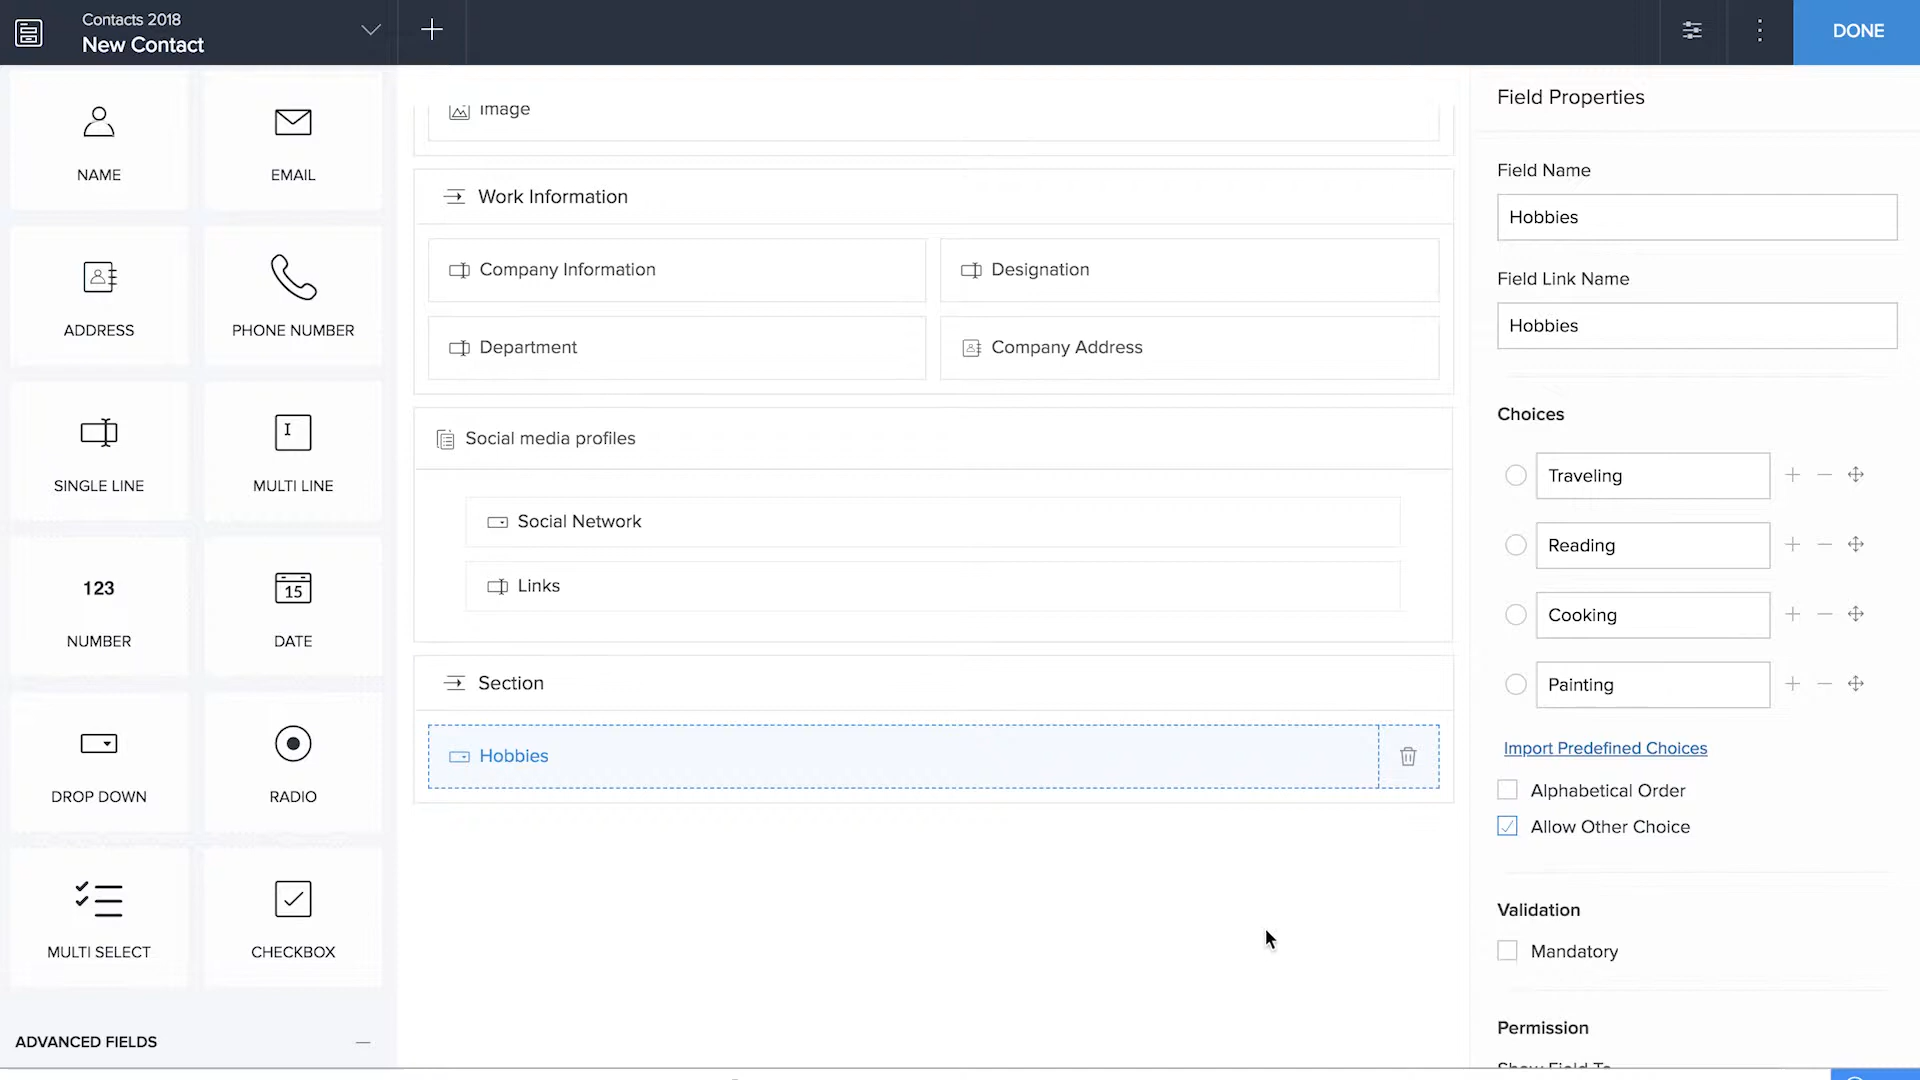 Contacts 2018
New Contact
DONE
NAME
EMAIL
ADDRESS
PHONE NUMBER
SINGLE LINE
MULTI LINE
123
NUMBER
15
DATE
DROP DOWN
RADIO
MULTI SELECT
CHECKBOX
ADVANCED FIELDS
Image
Work Information
Company Information
Designation
Department
Company Address
Social media profiles
Social Network
Links
Section
Hobbies
Field Properties
Field Name
Hobbies
Field Link Name
Hobbies
Choices
Traveling
Reading
Cooking
Painting
Import Predefined Choices
Alphabetical Order
Allow Other Choice
Validation
Mandatory
Permission
Show Field To